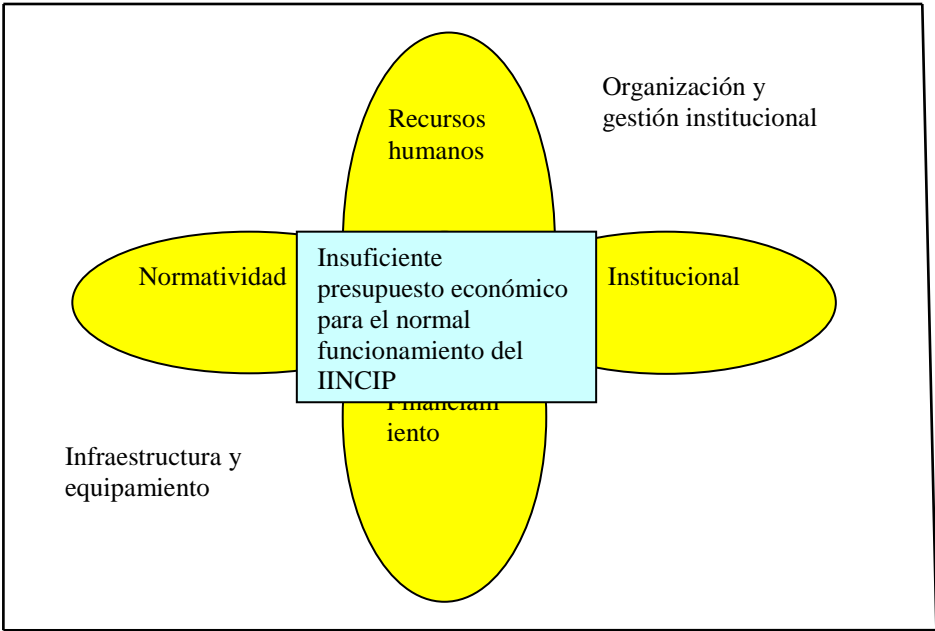 Organización y
gestión institucional
Recursos
humanos
Normatividad
Insuficiente
presupuesto económico
para el normal
funcionamiento del
IINCIP
Institucional
Financiam
iento
Infraestructura y
equipamiento